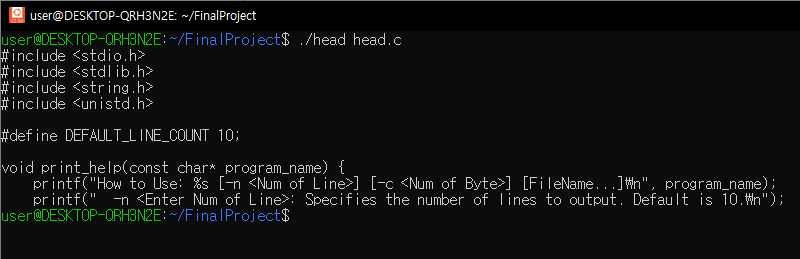 user@DESKTOP-QRH3N2E: ~/FinalProject
user@DESKTOP-QRH3N2E:~/FinalProject$ ./head head.c
#include <stdio.h>
#include <stdlib.h>
#include <string.h>
#include <unistd.h>
#define DEFAULT_LINE_COUNT 10;
void print_help(const char* program_name) {
    printf("How to Use: %s [-n <Num of Line>] [-c <Num of Byte>] [FileName...]₩n", program_name);
    printf("  -n <Enter Num of Line>: Specifies the number of lines to output. Default is 10.₩n");
user@DESKTOP-QRH3N2E:~/FinalProject$